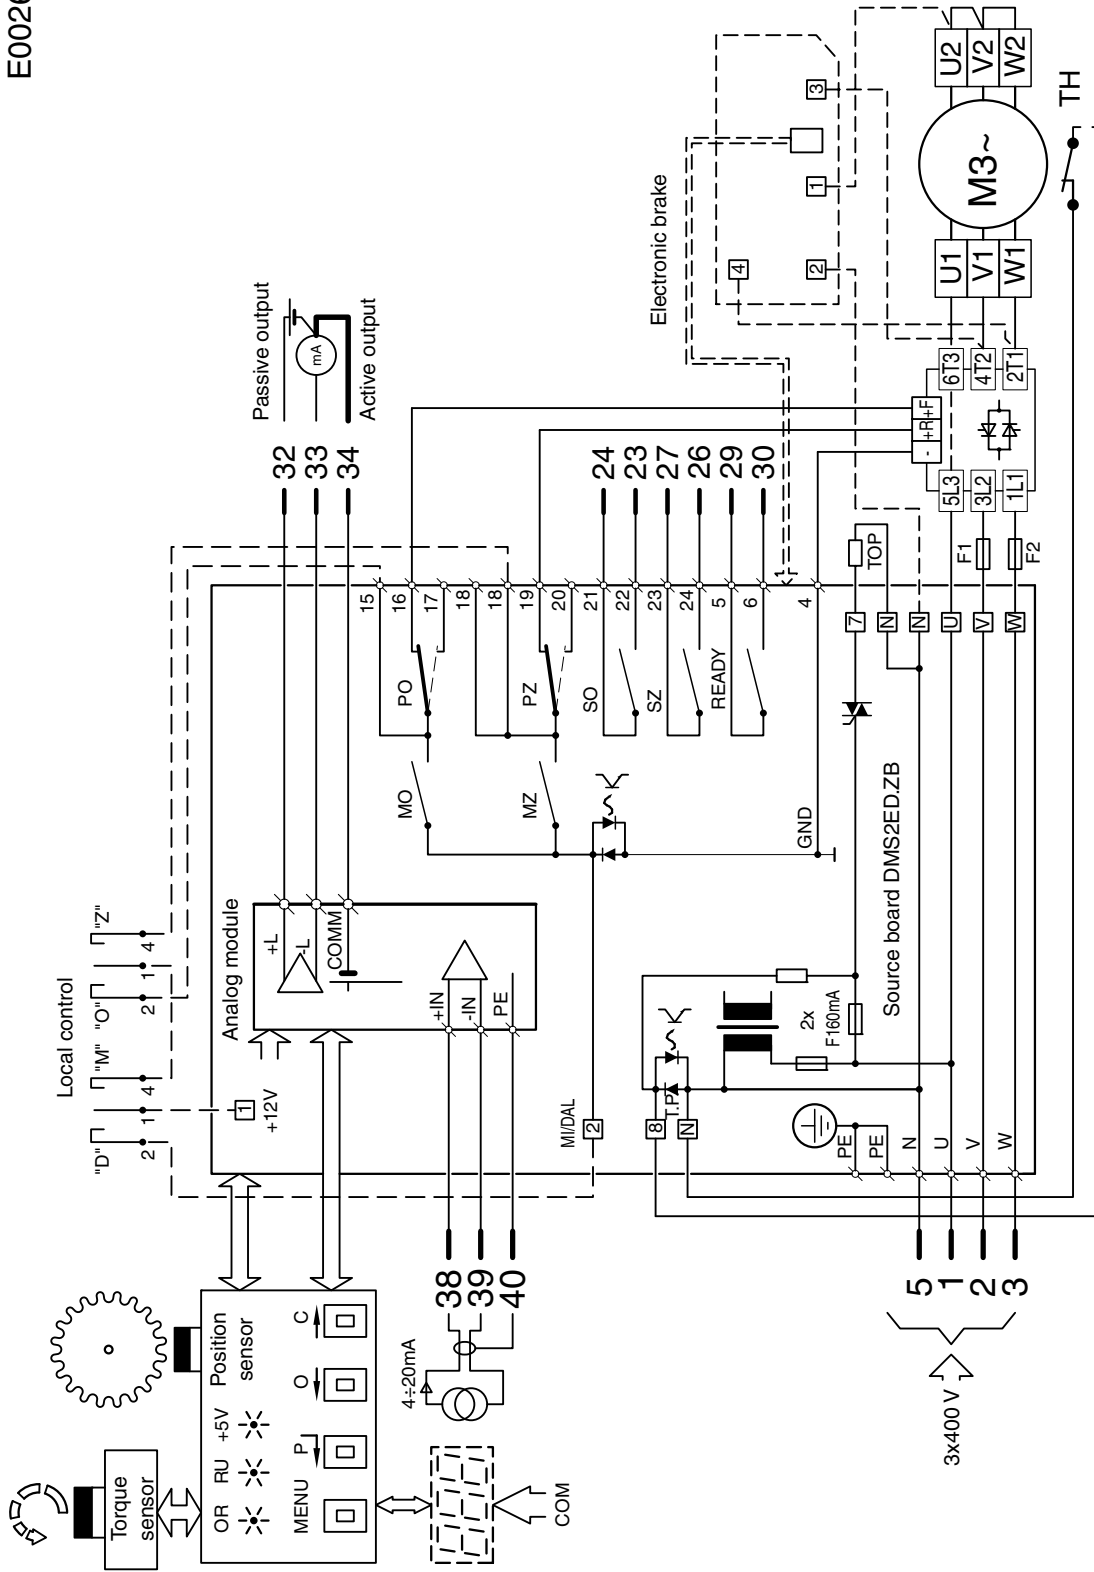 E0026
Torque
sensor
OR
RU
+5V
Position
sensor
MENU
P
O
C
COM
4÷20mA
38
39
40
Local control
"D"
"M"
"O"
"Z"
2
1
4
2
1
4
1
+12V
Analog module
+L
-L
COMM
+IN
-IN
PE
32
33
34
Passive output
mA
Active output
MO
MZ
PO
PZ
SO
SZ
READY
15
16
17
18
18
19
20
21
22
23
24
5
6
4
24
23
27
26
29
30
MI/DAL
2
GND
8
N
T.P
2x
F160mA
Source board DMS2ED.ZB
PE
PE
N
U
V
W
5
1
2
3
3x400 V
7
N
N
U
V
W
TOP
F1
F2
-
+R
+F
5L3
3L2
1L1
6T3
4T2
2T1
Electronic brake
4
2
1
3
U1
V1
W1
M3~
U2
V2
W2
TH